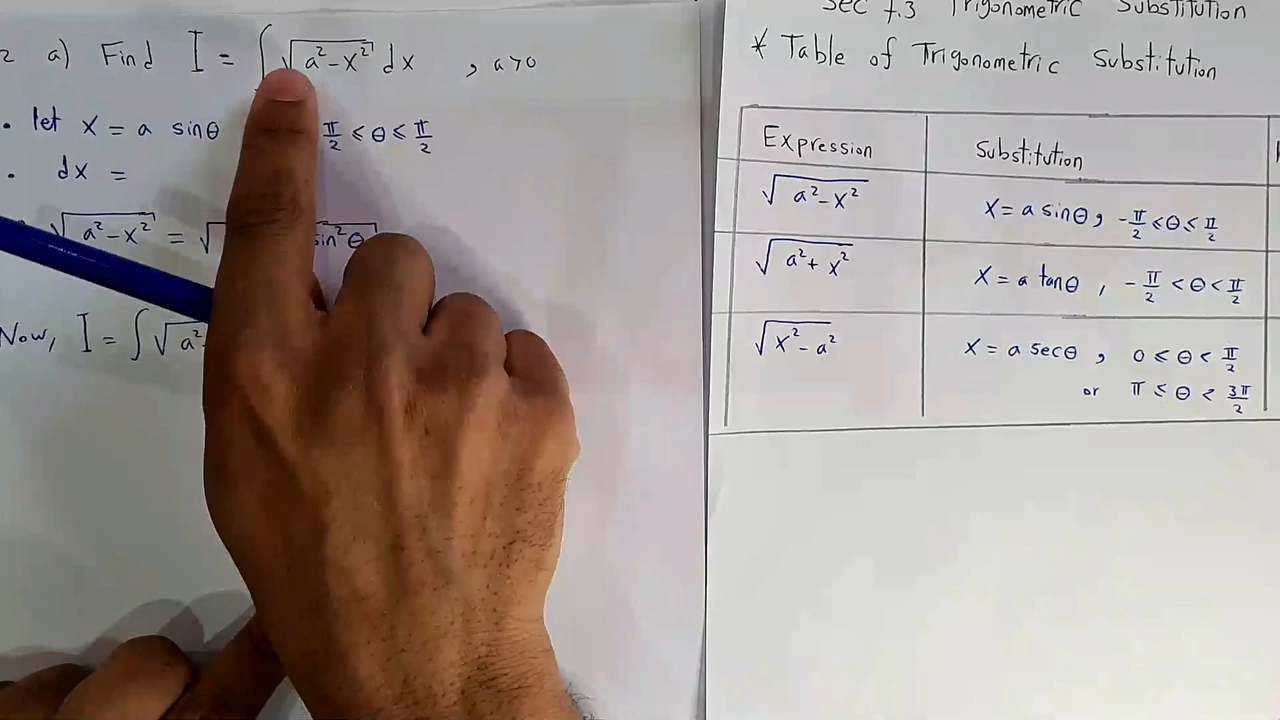 2 a) Find I = ∫ √(a² - x²) dx , a>0
• let x = a sinθ π/2 ≤ θ ≤ π/2
• dx =
√(a² - x²) = √ sin²θ
Now, I = ∫ √a²
Sec 7.3 Trigonometric Substitution
* Table of Trigonometric Substitution
Expression Substitution
√(a² - x²) x = a sinθ, -π/2 ≤ θ ≤ π/2
√(a² + x²) x = a tanθ , -π/2 < θ < π/2
√(x² - a²) x = a secθ , 0 ≤ θ < π/2
or π ≤ θ < 3π/2